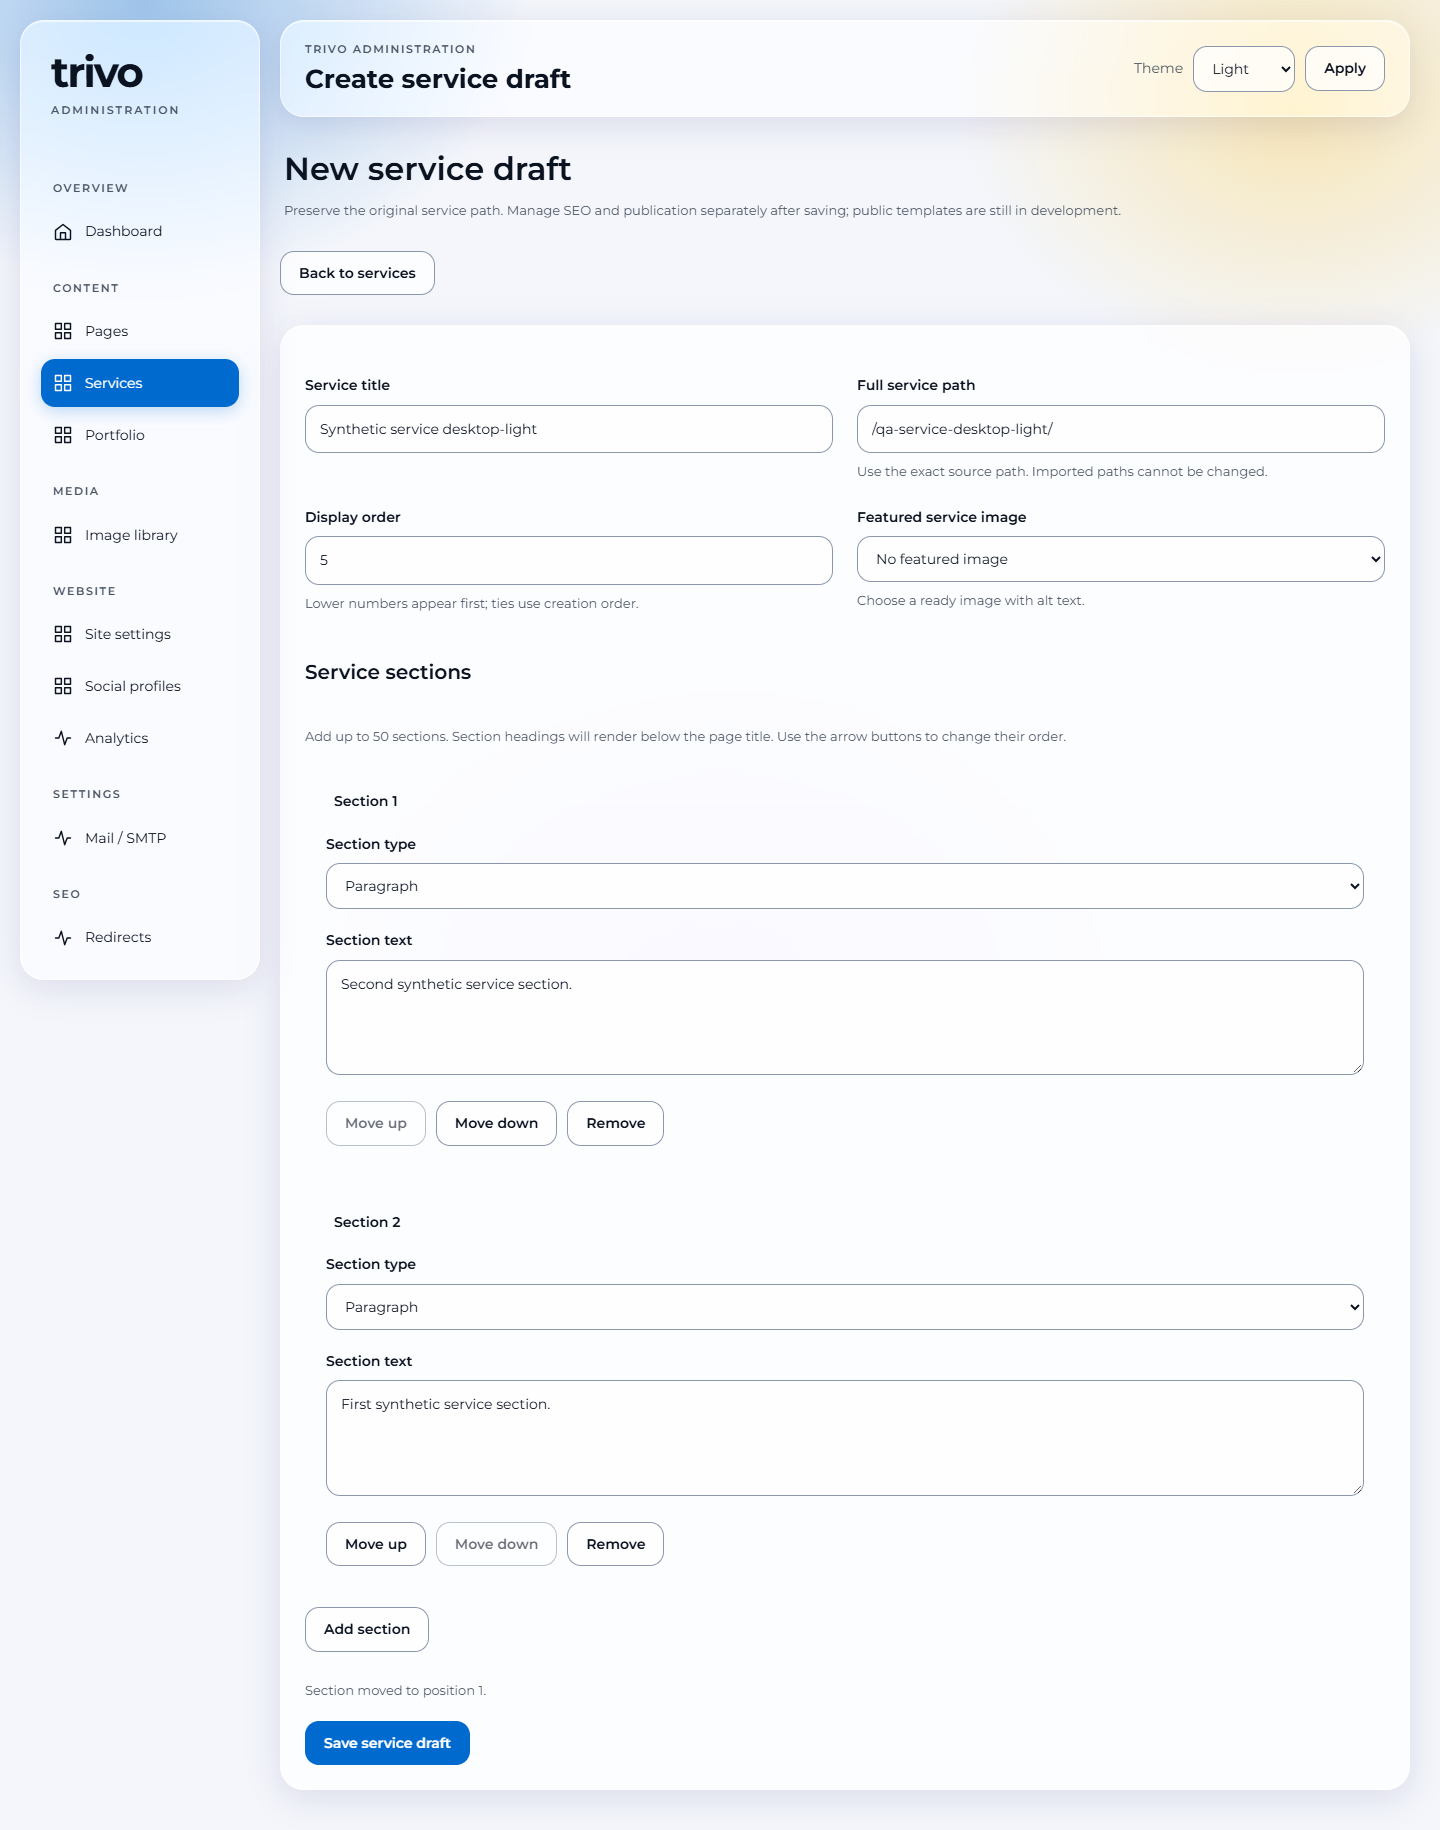 trivo
ADMINISTRATION
OVERVIEW
Dashboard
CONTENT
Pages
Services
Portfolio
MEDIA
Image library
WEBSITE
Site settings
Social profiles
Analytics
SETTINGS
Mail / SMTP
SEO
Redirects
TRIVO ADMINISTRATION
Create service draft
Theme
Light
Apply
New service draft
Preserve the original service path. Manage SEO and publication separately after saving; public templates are still in development.
Back to services
Service title
Synthetic service desktop-light
Full service path
/qa-service-desktop-light/
Use the exact source path. Imported paths cannot be changed.
Display order
5
Lower numbers appear first; ties use creation order.
Featured service image
No featured image
Choose a ready image with alt text.
Service sections
Add up to 50 sections. Section headings will render below the page title. Use the arrow buttons to change their order.
Section 1
Section type
Paragraph
Section text
Second synthetic service section.
Move up
Move down
Remove
Section 2
Section type
Paragraph
Section text
First synthetic service section.
Move up
Move down
Remove
Add section
Section moved to position 1.
Save service draft